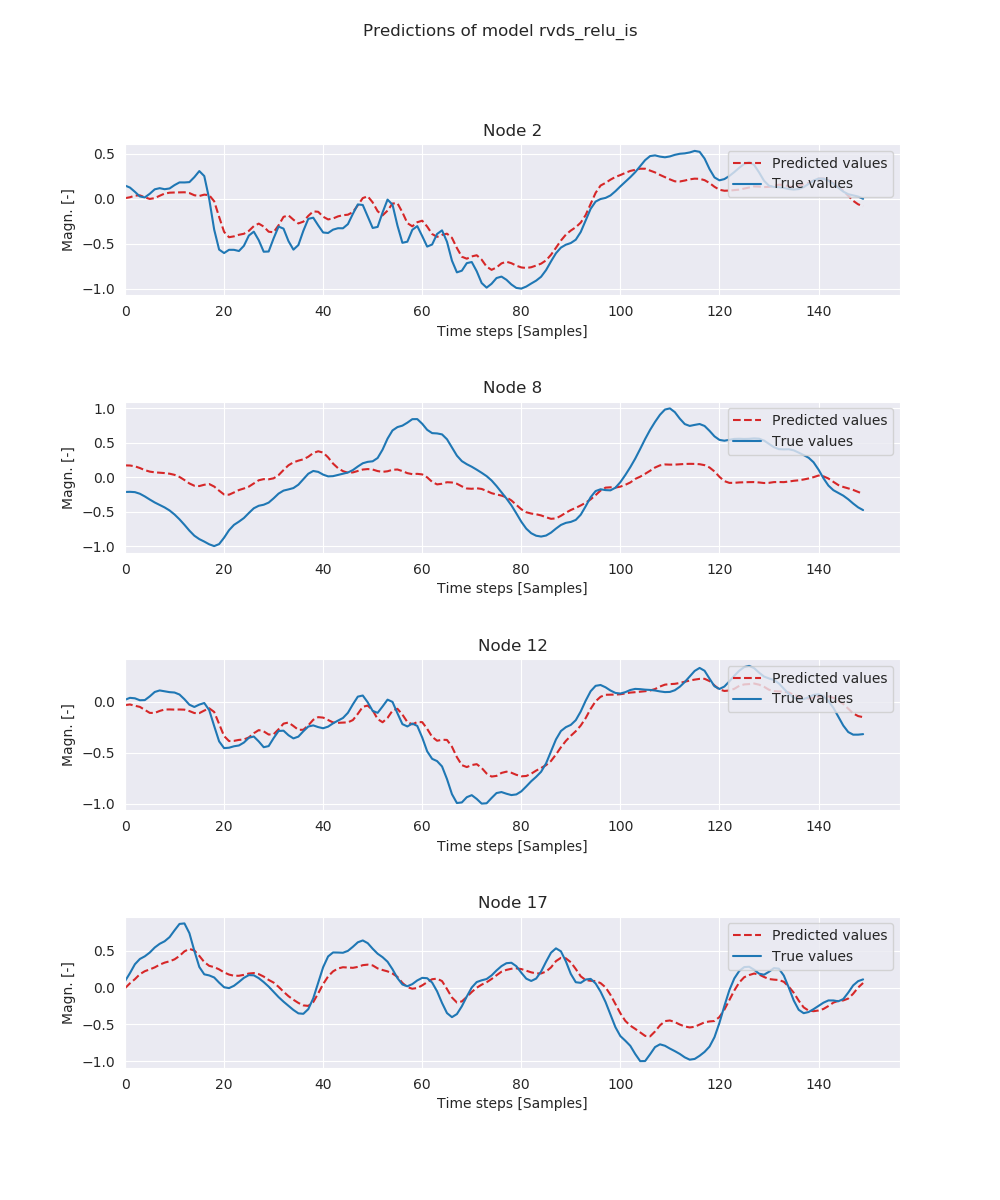 Predictions of model rvds_relu_is
Node 2
0.5
0.0
−0.5
−1.0
Magn. [-]
Predicted values
True values
0 20 40 60 80 100 120 140
Time steps [Samples]
Node 8
1.0
0.5
0.0
−0.5
−1.0
Magn. [-]
Predicted values
True values
0 20 40 60 80 100 120 140
Time steps [Samples]
Node 12
0.0
−0.5
−1.0
Magn. [-]
Predicted values
True values
0 20 40 60 80 100 120 140
Time steps [Samples]
Node 17
0.5
0.0
−0.5
−1.0
Magn. [-]
Predicted values
True values
0 20 40 60 80 100 120 140
Time steps [Samples]